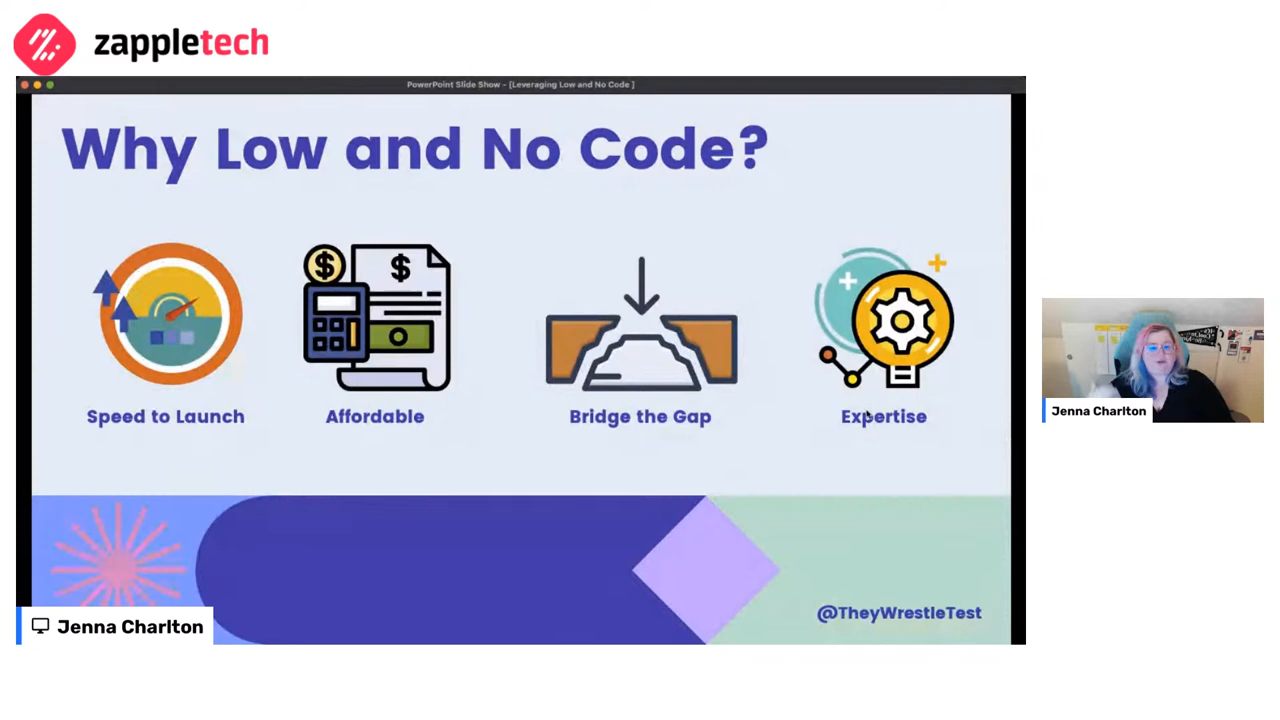 zappletech
PowerPoint Slide Show - [Leveraging Low and No Code ]
Why Low and No Code?
$
$
Speed to Launch
Affordable
Bridge the Gap
Expertise
@TheyWrestleTest
Jenna Charlton
Jenna Charlton